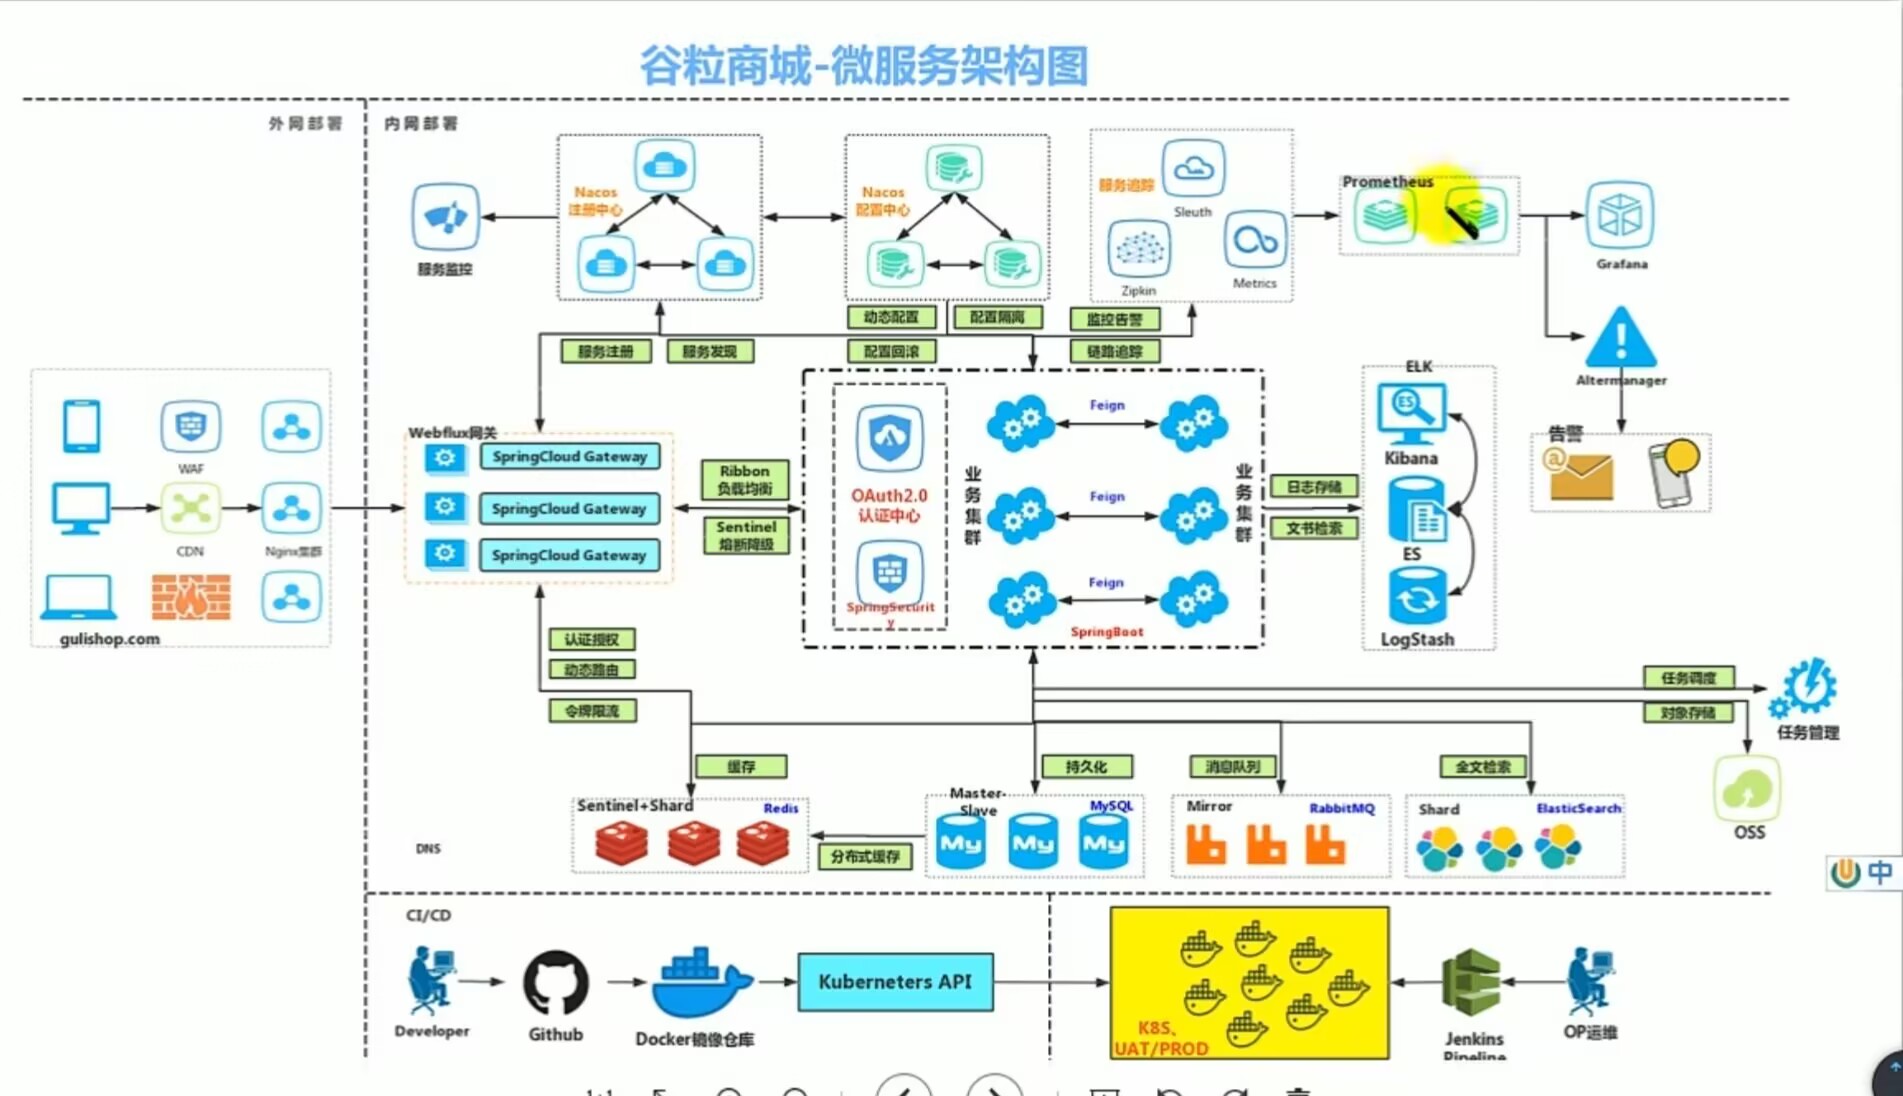 谷粒商城-微服务架构图
外网部署
内网部署
服务监控
Nacos
注册中心
Nacos
配置中心
服务追踪
Sleuth
Zipkin
Metrics
Prometheus
Grafana
Altermanager
告警
服务注册
服务发现
动态配置
配置隔离
配置回滚
监控告警
链路追踪
WAF
CDN
Nginx集群
gulishop.com
Webflux网关
SpringCloud Gateway
SpringCloud Gateway
SpringCloud Gateway
Ribbon
负载均衡
Sentinel
熔断降级
OAuth2.0
认证中心
SpringSecurit
y
业务集群
Feign
Feign
Feign
SpringBoot
业务集群
日志存储
文书检索
ELK
Kibana
ES
LogStash
认证授权
动态路由
令牌限流
任务调度
对象存储
任务管理
OSS
缓存
持久化
消息队列
全文检索
Sentinel+Shard
Redis
分布式缓存
Master-
Slave
MySQL
My
My
My
Mirror
RabbitMQ
Shard
ElasticSearch
DNS
CI/CD
Developer
Github
Docker镜像仓库
Kuberneters API
K8S、
UAT/PROD
Jenkins
Pipeline
OP运维
中